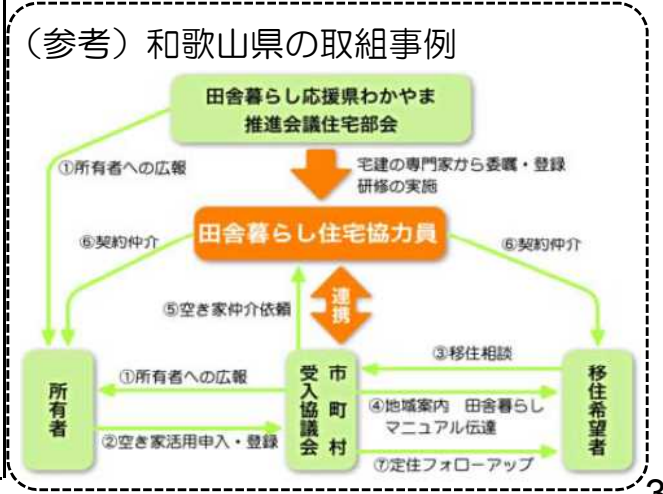 （参考）和歌山県の取組事例
田舎暮らし応援県わかやま
推進会議住宅部会
①所有者への広報
宅建の専門家から委嘱・登録
研修の実施
⑥契約仲介
田舎暮らし住宅協力員
⑥契約仲介
⑤空き家仲介依頼
連携
③移住相談
所有者
①所有者への広報
②空き家活用申入・登録
市町村
受入協議会
④地域案内　田舎暮らし
マニュアル伝達
⑦定住フォローアップ
移住希望者
3